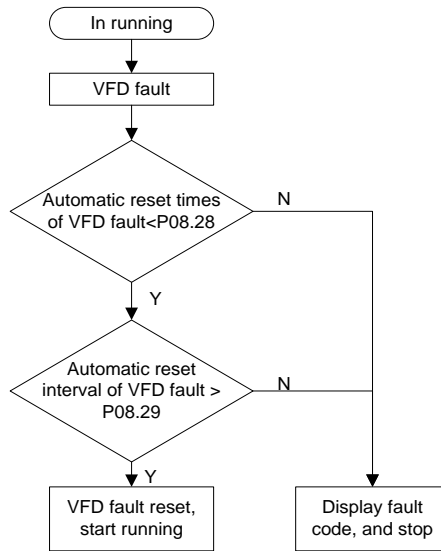 In running
VFD fault
Automatic reset times
of VFD fault<P08.28
N
Y
Automatic reset
interval of VFD fault >
P08.29
N
Y
VFD fault reset,
start running
Display fault
code, and stop